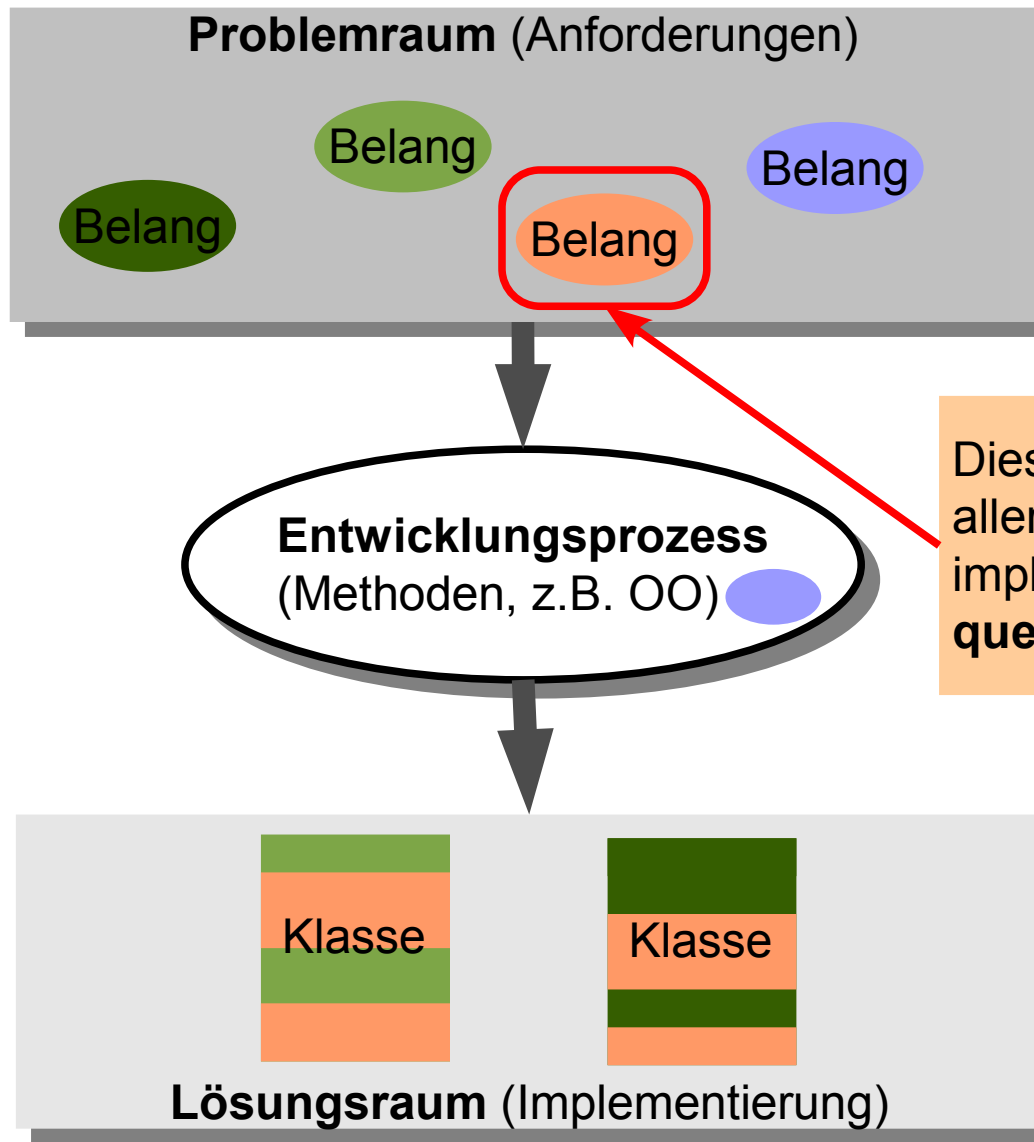 Problemraum (Anforderungen)
Belang
Belang
Belang
Belang
Entwicklungsprozess
(Methoden, z.B. OO)
Klasse
Klasse
Lösungsraum (Implementierung)